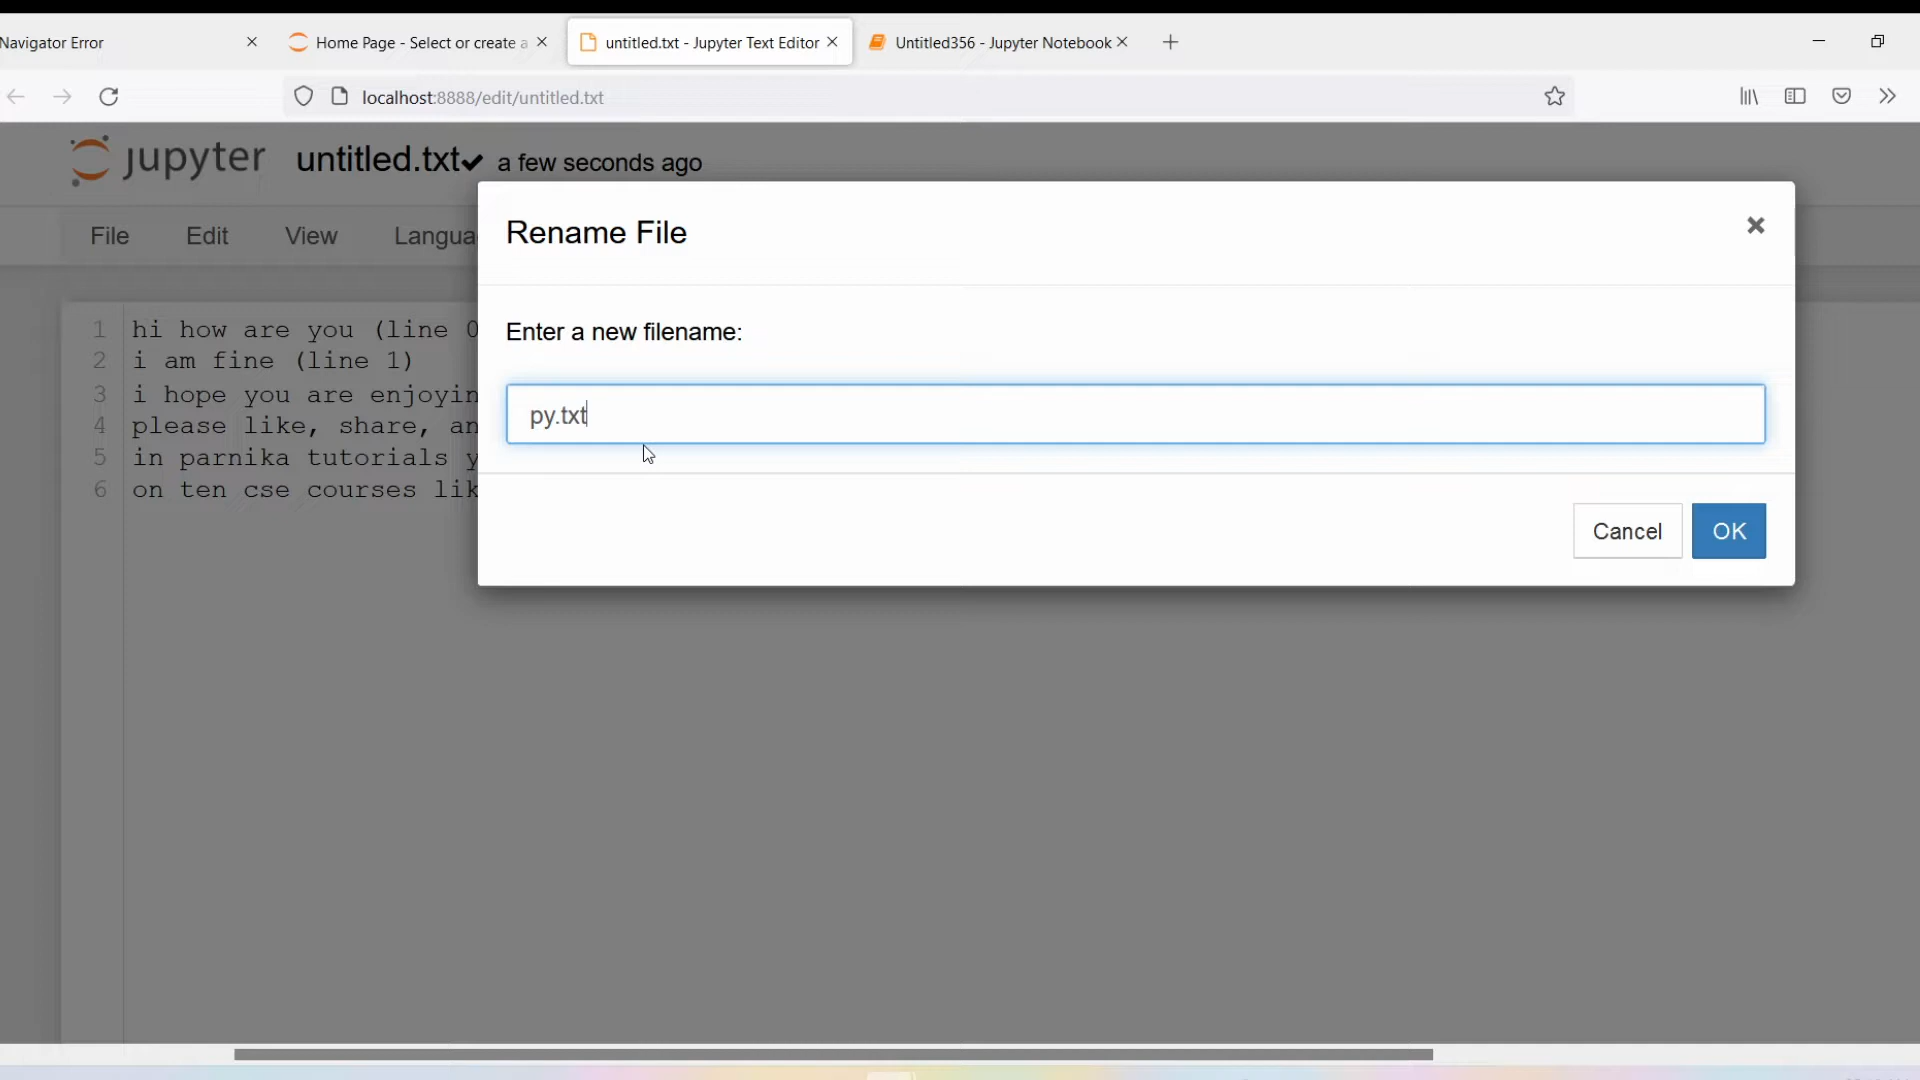 Navigator Error
Home Page - Select or create a
untitled.txt - Jupyter Text Editor
Untitled356 - Jupyter Notebook
localhost:8888/edit/untitled.txt
jupyter untitled.txt a few seconds ago
File Edit View Langua
Rename File
Enter a new filename:
py.txt
Cancel OK
1 hi how are you (line 0
2 i am fine (line 1)
3 i hope you are enjoyin
4 please like, share, an
5 in parnika tutorials y
6 on ten cse courses lik